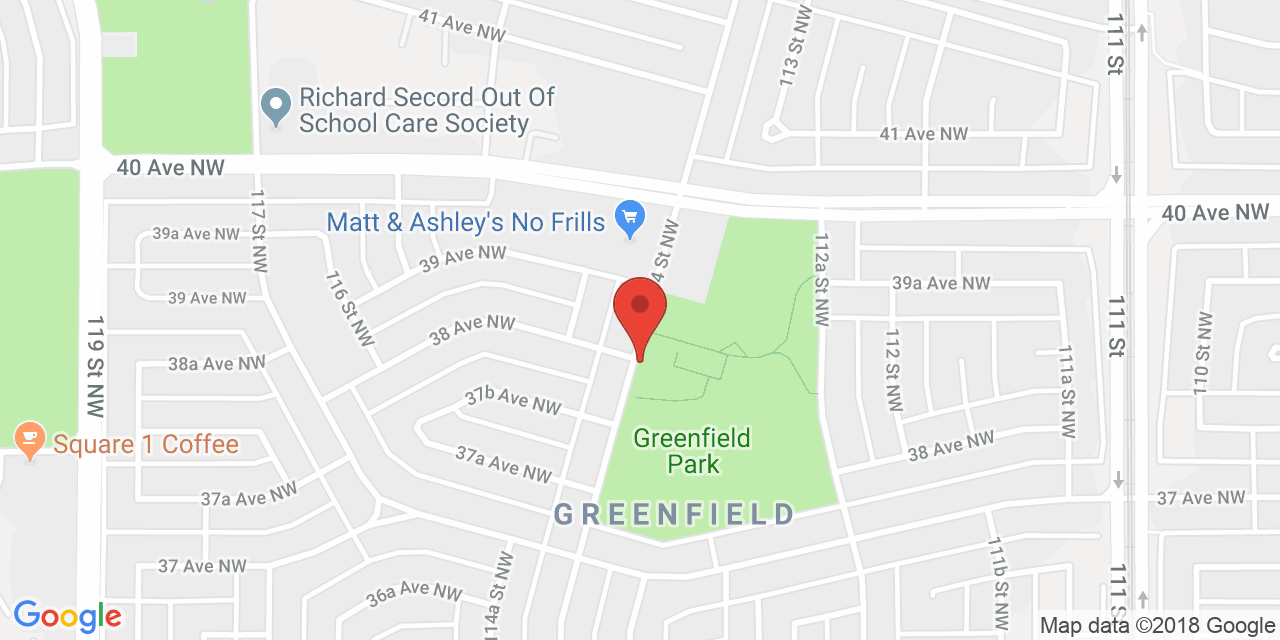 41 Ave NW
113 St NW
111 St
Richard Secord Out Of
School Care Society
41 Ave NW
40 Ave NW
117 St NW
Matt & Ashley's No Frills
40 Ave NW
39a Ave NW
39 Ave NW
4 St NW
112a St NW
39a Ave NW
39 Ave NW
116 St NW
38 Ave NW
111 St
119 St NW
38a Ave NW
112 St NW
111a St NW
110 St NW
37b Ave NW
Square 1 Coffee
Greenfield
Park
38 Ave NW
37a Ave NW
37a Ave NW
37 Ave NW
GREENFIELD
37 Ave NW
36a Ave NW
114a St NW
111b St NW
111 S
Google
Map data ©2018 Google